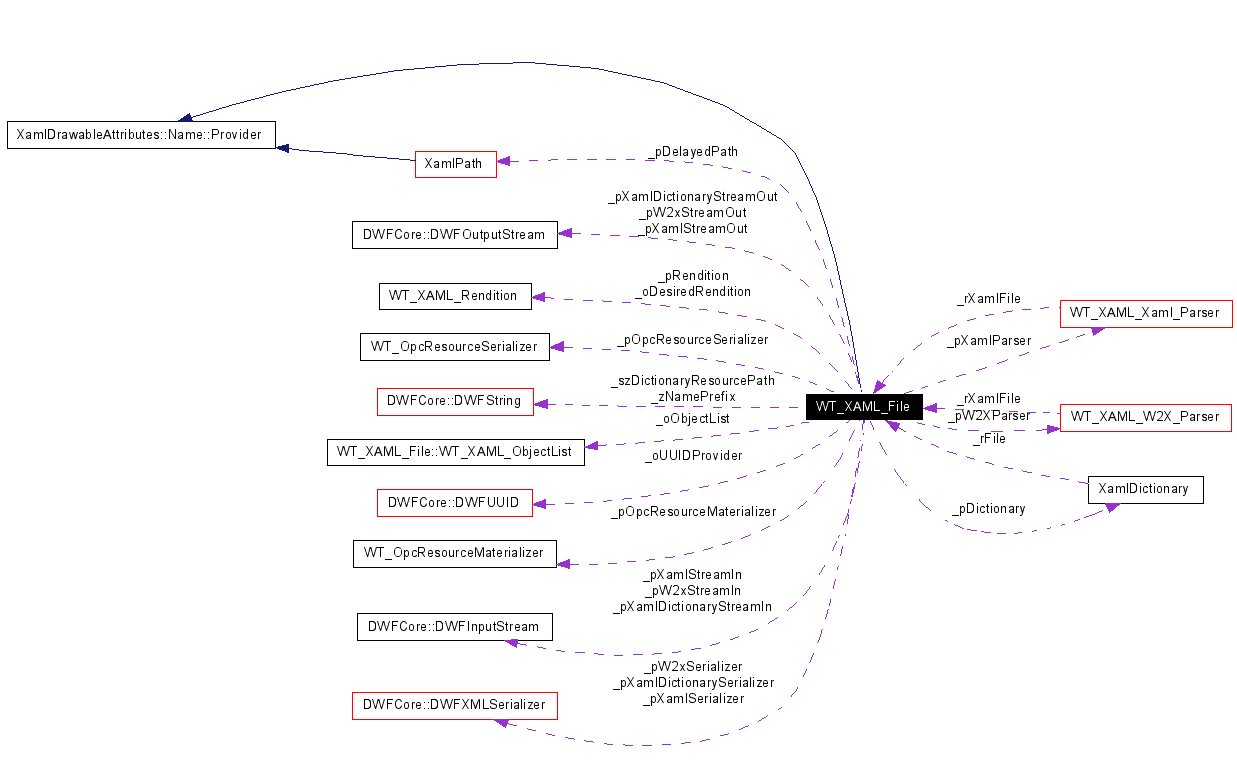 XamlDrawableAttributes::Name::Provider
XamlPath
_pDelayedPath
_pXamlDictionaryStreamOut
_pW2xStreamOut
_pXamlStreamOut
DWFCore::DWFOutputStream
_pRendition
_oDesiredRendition
WT_XAML_Rendition
_rXamlFile
WT_XAML_Xaml_Parser
_pXamlParser
_pOpcResourceSerializer
WT_OpcResourceSerializer
_szDictionaryResourcePath
_zNamePrefix
DWFCore::DWFString
WT_XAML_File
_rXamlFile
_pW2XParser
WT_XAML_W2X_Parser
_oObjectList
WT_XAML_File::WT_XAML_ObjectList
_rFile
_oUUIDProvider
DWFCore::DWFUUID
XamlDictionary
_pDictionary
_pOpcResourceMaterializer
WT_OpcResourceMaterializer
_pXamlStreamIn
_pW2xStreamIn
_pXamlDictionaryStreamIn
DWFCore::DWFInputStream
_pW2xSerializer
_pXamlDictionarySerializer
_pXamlSerializer
DWFCore::DWFXMLSerializer